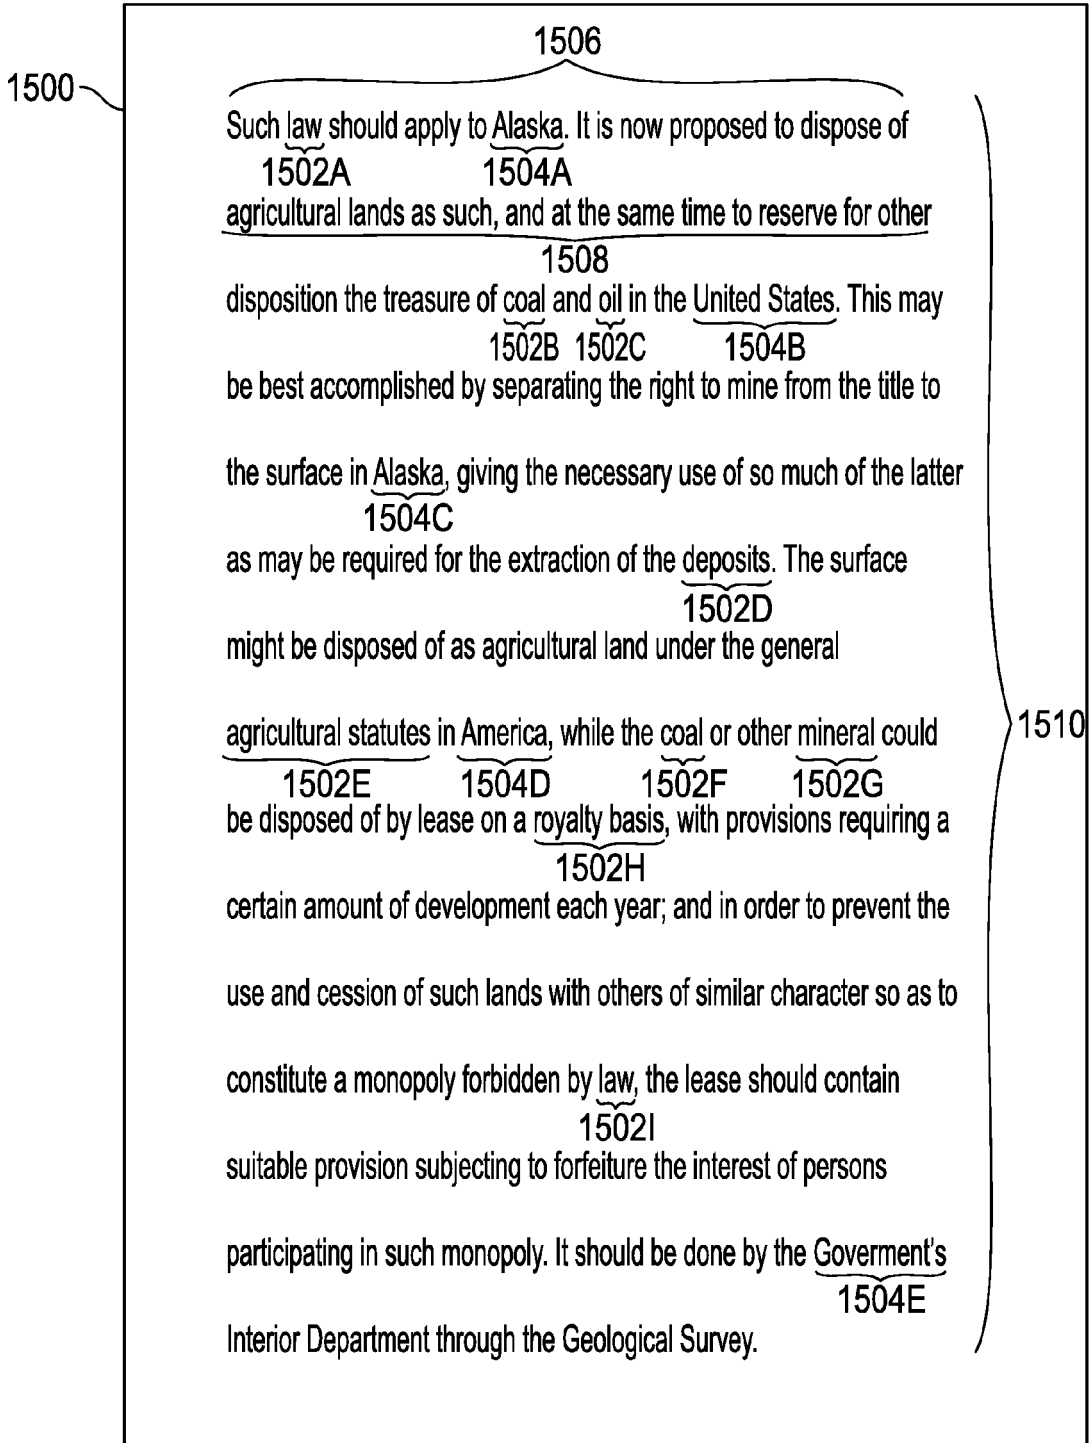 1506
1500
Such law should apply to Alaska. It is now proposed to dispose of
1502A 1504A
agricultural lands as such, and at the same time to reserve for other
1508
disposition the treasure of coal and oil in the United States. This may
1502B 1502C 1504B
be best accomplished by separating the right to mine from the title to
the surface in Alaska, giving the necessary use of so much of the latter
1504C
as may be required for the extraction of the deposits. The surface
1502D
might be disposed of as agricultural land under the general
1510
agricultural statutes in America, while the coal or other mineral could
1502E 1504D 1502F 1502G
be disposed of by lease on a royalty basis, with provisions requiring a
1502H
certain amount of development each year; and in order to prevent the
use and cession of such lands with others of similar character so as to
constitute a monopoly forbidden by law, the lease should contain
1502I
suitable provision subjecting to forfeiture the interest of persons
participating in such monopoly. It should be done by the Goverment's
1504E
Interior Department through the Geological Survey.